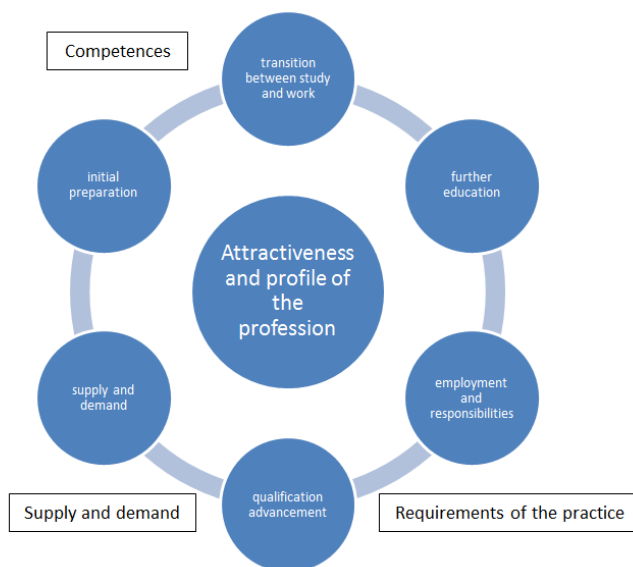 Competences
transition
between study
and work
initial
preparation
further
education
Attractiveness
and profile of
the
profession
supply and
demand
employment
and
responsibilities
qualification
advancement
Supply and demand
Requirements of the practice